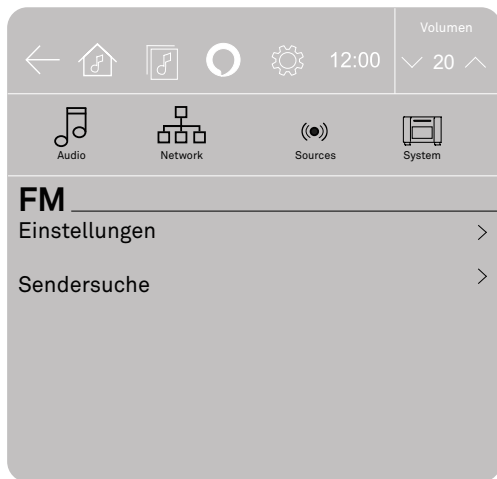 Volumen
12:00
20
Audio Network Sources System
FM
Einstellungen
Sendersuche